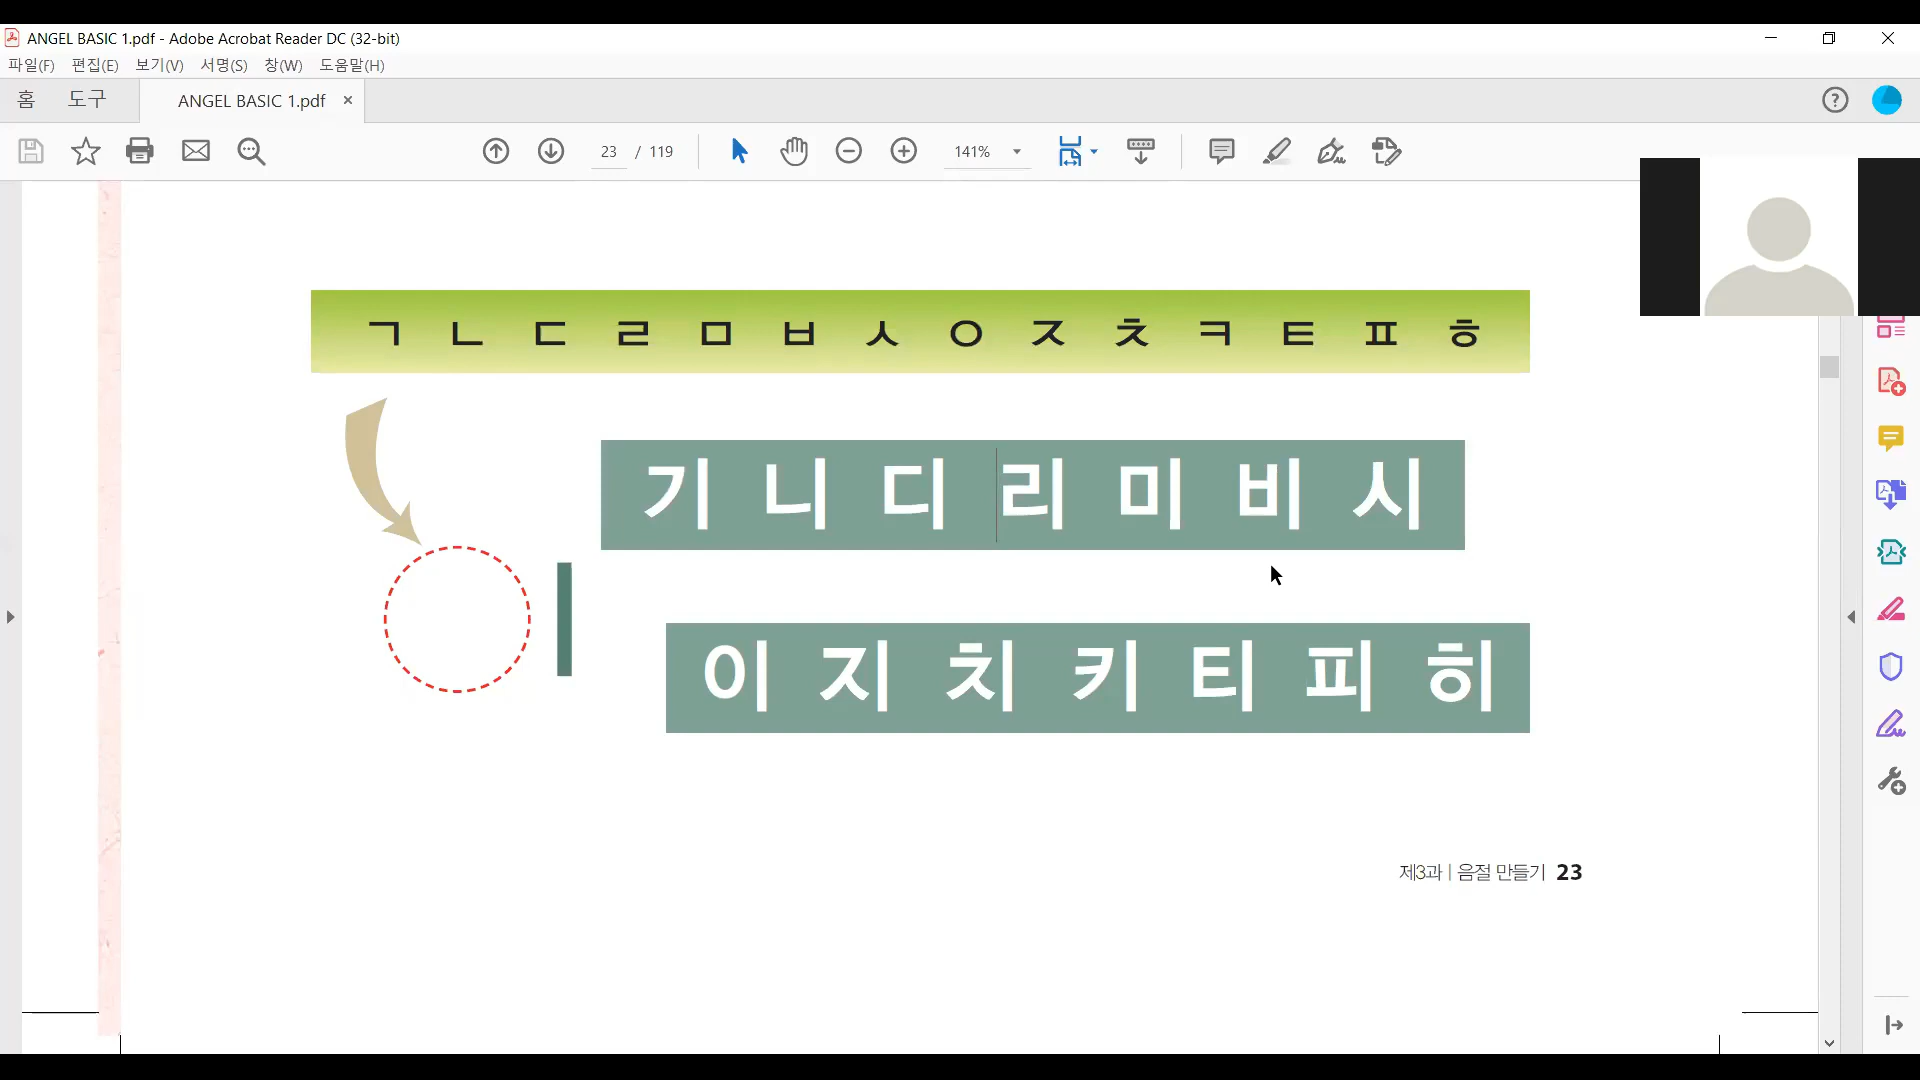 ANGEL BASIC 1.pdf - Adobe Acrobat Reader DC (32-bit)
파일(F) 편집(E) 보기(V) 서명(S) 창(W) 도움말(H)
홈 도구 ANGEL BASIC 1.pdf
23 / 119 141%
ㄱ ㄴ ㄷ ㄹ ㅁ ㅂ ㅅ ㅇ ㅈ ㅊ ㅋ ㅌ ㅍ ㅎ
기 니 디 리 미 비 시
ㅣ
이 지 치 키 티 피 히
제3과 | 음절 만들기 23